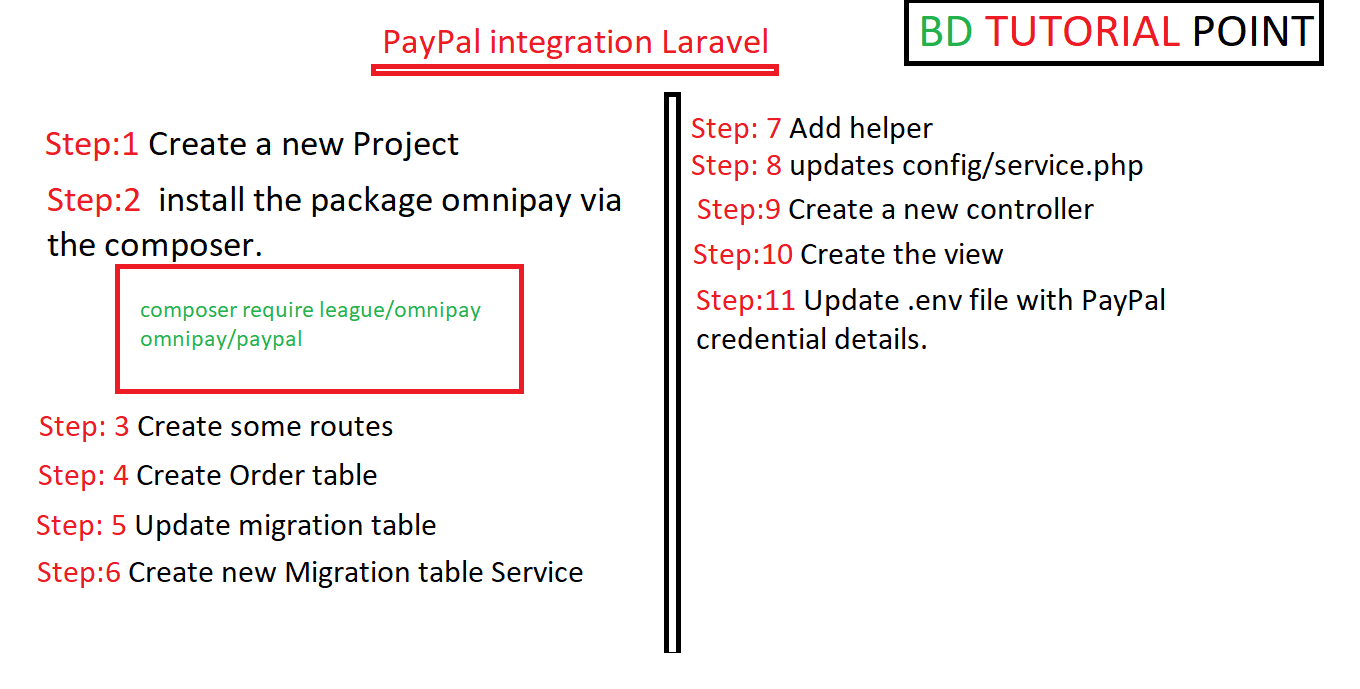 PayPal integration Laravel
BD TUTORIAL POINT
Step:1 Create a new Project
Step:2 install the package omnipay via
the composer.
composer require league/omnipay
omnipay/paypal
Step: 3 Create some routes
Step: 4 Create Order table
Step: 5 Update migration table
Step:6 Create new Migration table Service
Step: 7 Add helper
Step: 8 updates config/service.php
Step:9 Create a new controller
Step:10 Create the view
Step:11 Update .env file with PayPal
credential details.